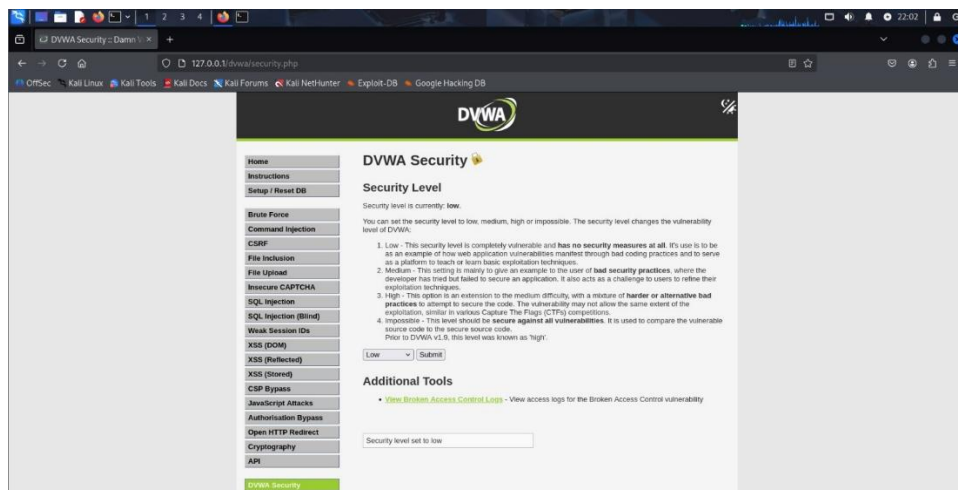 1 2 3 4
22:02
DVWA Security :: Damn V
127.0.0.1/dvwa/security.php
OffSec Kali Linux Kali Tools Kali Docs Kali Forums Kali NetHunter Exploit-DB Google Hacking DB
DVWA
Home
Instructions
Setup / Reset DB
Brute Force
Command Injection
CSRF
File Inclusion
File Upload
Insecure CAPTCHA
SQL Injection
SQL Injection (Blind)
Weak Session IDs
XSS (DOM)
XSS (Reflected)
XSS (Stored)
CSP Bypass
JavaScript Attacks
Authorisation Bypass
Open HTTP Redirect
Cryptography
API
DVWA Security
DVWA Security
Security Level
Security level is currently: low.
You can set the security level to low, medium, high or impossible. The security level changes the vulnerability
level of DVWA:
1. Low - This security level is completely vulnerable and has no security measures at all. It's use is to be
as an example of how web application vulnerabilities manifest through bad coding practices and to serve
as a platform to teach or learn basic exploitation techniques.
2. Medium - This setting is mainly to give an example to the user of bad security practices, where the
developer has tried but failed to secure an application. It also acts as a challenge to users to refine their
exploitation techniques.
3. High - This option is an extension to the medium difficulty, with a mixture of harder or alternative bad
practices to attempt to secure the code. The vulnerability may not allow the same extent of the
exploitation, similar in various Capture The Flags (CTFs) competitions.
4. Impossible - This level should be secure against all vulnerabilities. It is used to compare the vulnerable
source code to the secure source code.
Prior to DVWA v1.9, this level was known as 'high'.
Low Submit
Additional Tools
• View Broken Access Control Logs - View access logs for the Broken Access Control vulnerability
Security level set to low